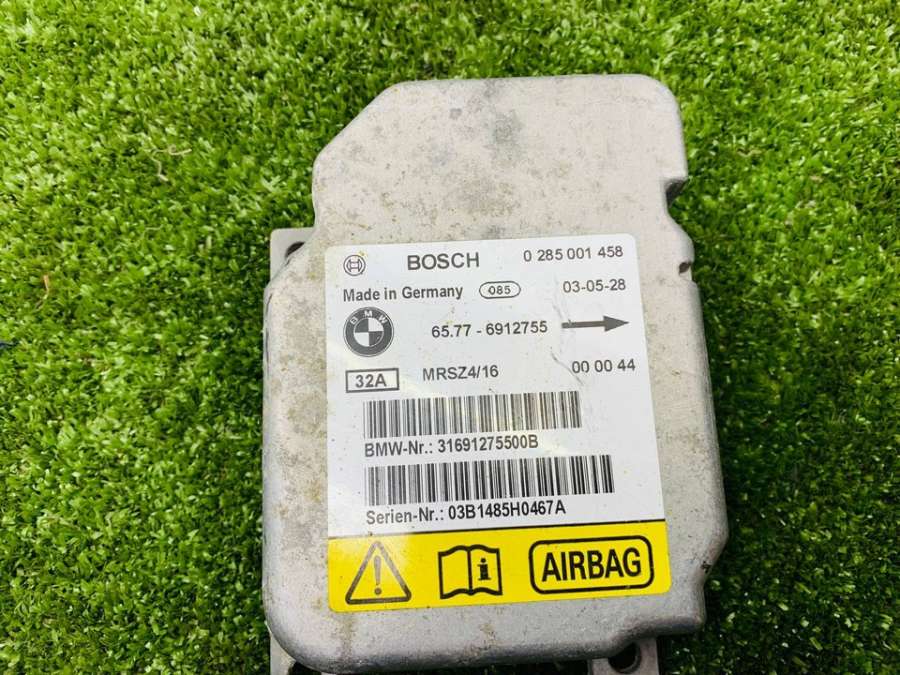 BOSCH 0 285 001 458
Made in Germany 085 03-05-28
BMW 65.77 - 6912755
32A MRSZ4/16 00 00 44
BMW-Nr.: 31691275500B
Serien-Nr.: 03B1485H0467A
i AIRBAG